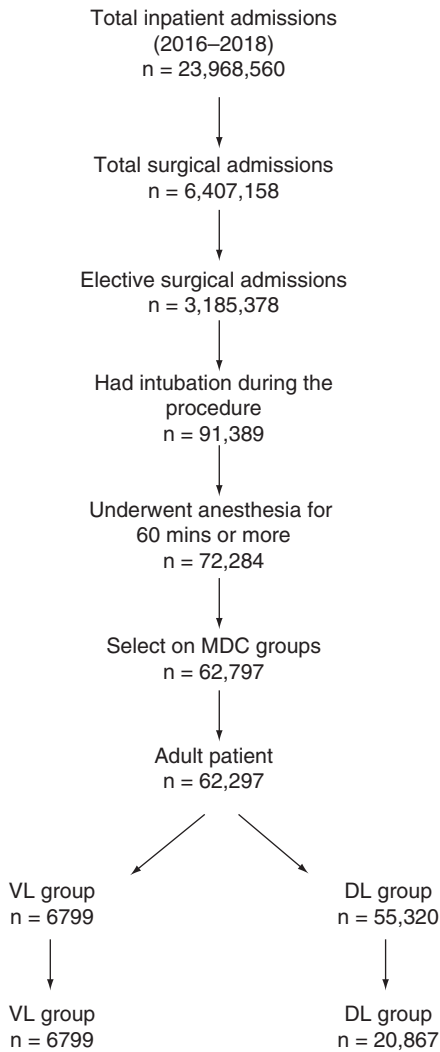 Total inpatient admissions
(2016–2018)
n = 23,968,560
Total surgical admissions
n = 6,407,158
Elective surgical admissions
n = 3,185,378
Had intubation during the
procedure
n = 91,389
Underwent anesthesia for
60 mins or more
n = 72,284
Select on MDC groups
n = 62,797
Adult patient
n = 62,297
VL group
n = 6799
DL group
n = 55,320
VL group
n = 6799
DL group
n = 20,867